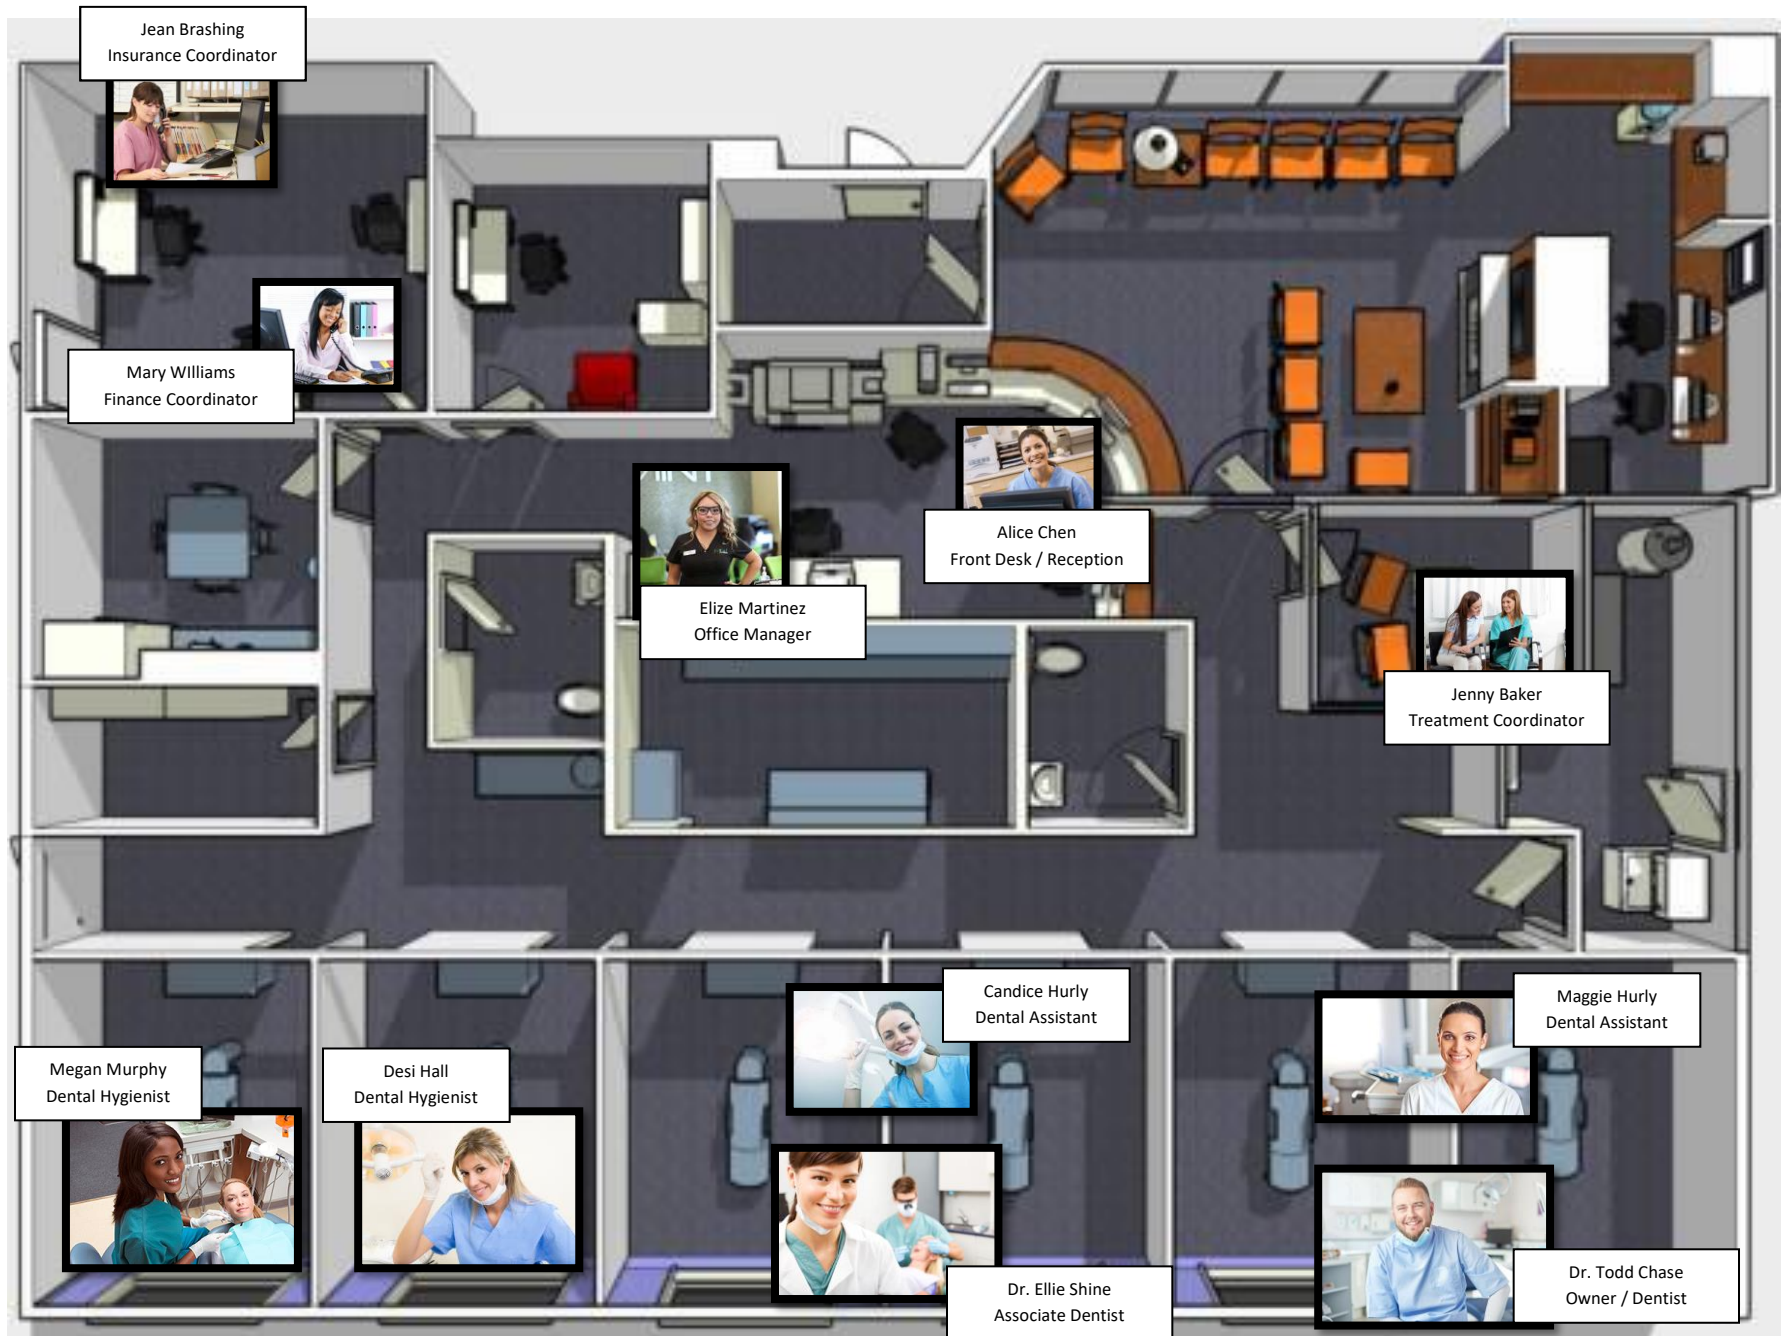 Jean Brashing
Insurance Coordinator
Mary WIlliams
Finance Coordinator
Alice Chen
Front Desk / Reception
Elize Martinez
Office Manager
Jenny Baker
Treatment Coordinator
Candice Hurly
Dental Assistant
Maggie Hurly
Dental Assistant
Megan Murphy
Dental Hygienist
Desi Hall
Dental Hygienist
Dr. Ellie Shine
Associate Dentist
Dr. Todd Chase
Owner / Dentist